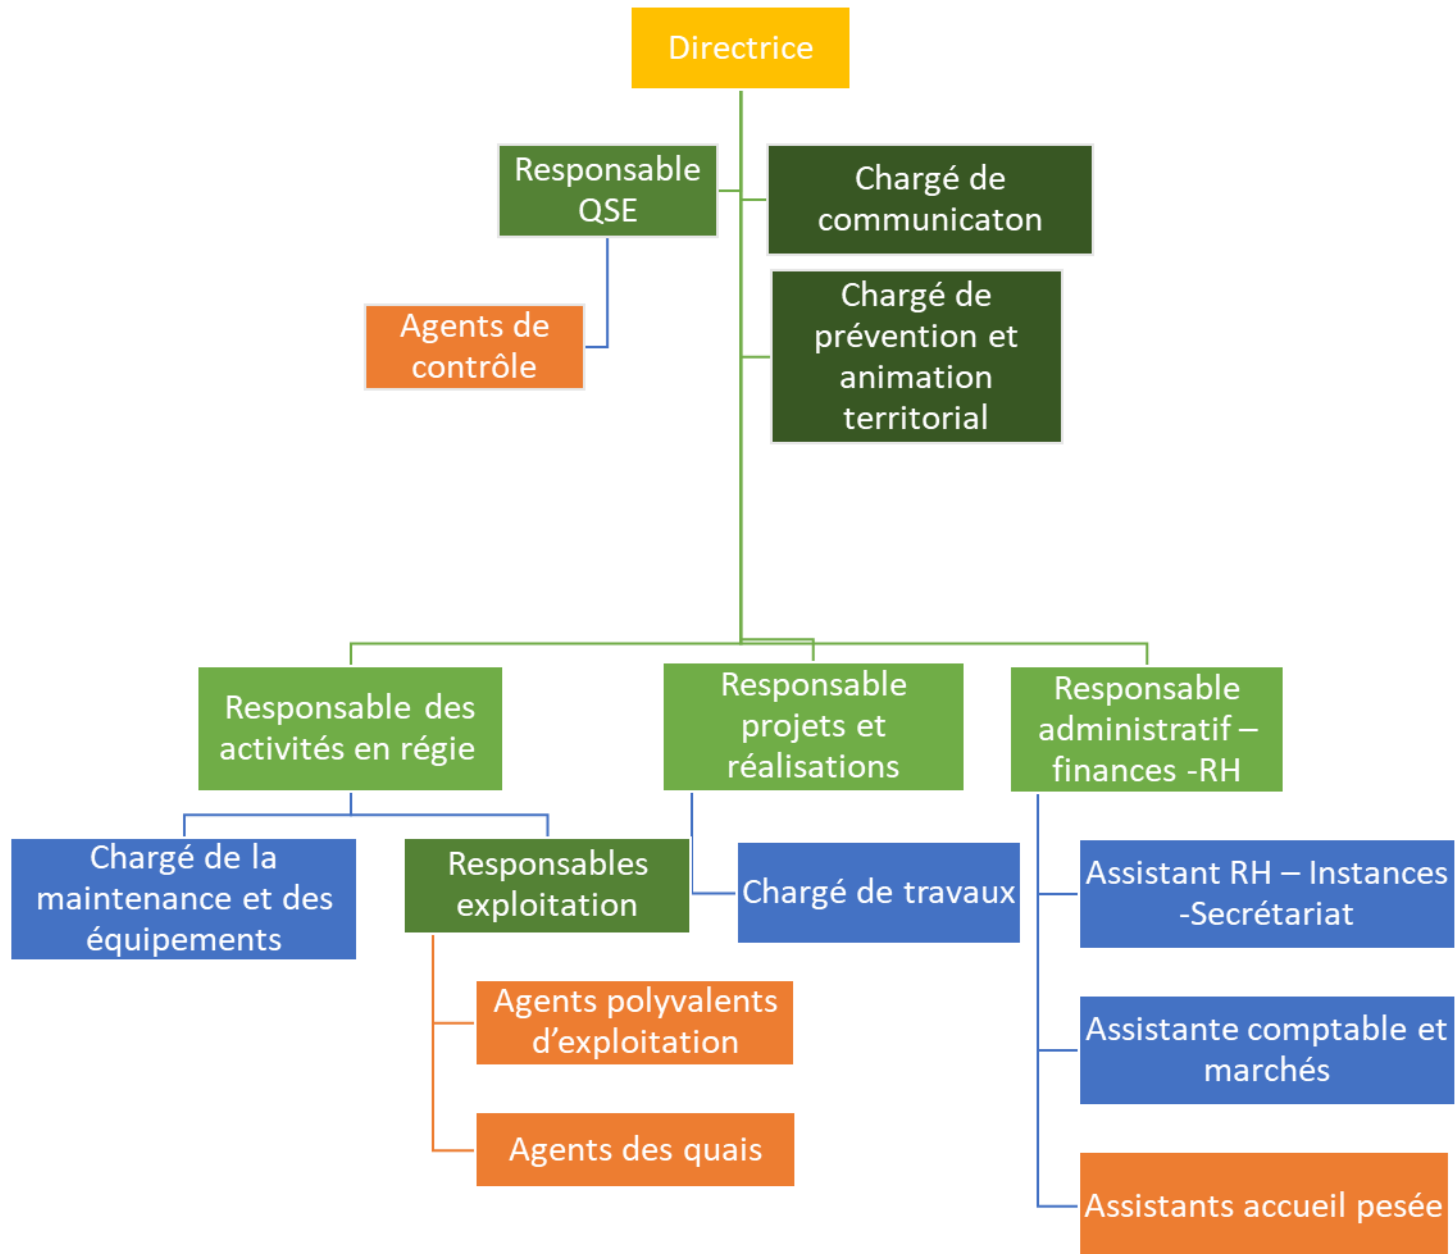 Directrice
Responsable
QSE
Chargé de
communicaton
Agents de
contrôle
Chargé de
prévention et
animation
territorial
Responsable des
activités en régie
Responsable
projets et
réalisations
Responsable
administratif –
finances -RH
Chargé de la
maintenance et des
équipements
Responsables
exploitation
Chargé de travaux
Assistant RH – Instances
-Secrétariat
Agents polyvalents
d’exploitation
Assistante comptable et
marchés
Agents des quais
Assistants accueil pesée